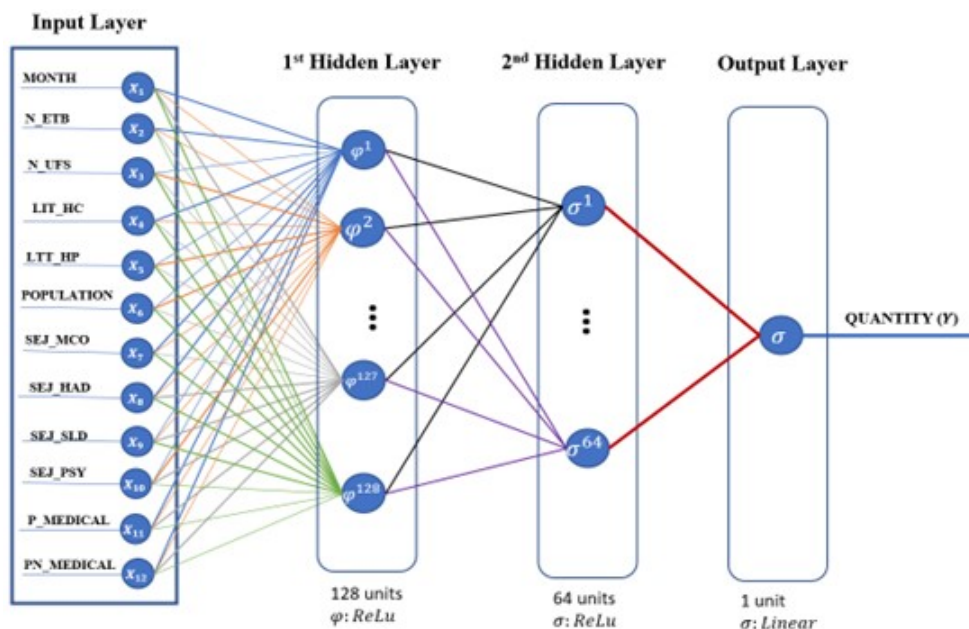 Input Layer
1st Hidden Layer
2nd Hidden Layer
Output Layer
MONTH
X₁
N_ETB
X₂
N_UFS
X₃
LIT_HC
X₄
LTT_HP
X₅
POPULATION
X₆
SEJ_MCO
X₇
SEJ_HAD
X₈
SEJ_SLD
X₉
SEJ_PSY
X₁₀
P_MEDICAL
X₁₁
PN_MEDICAL
X₁₂
φ¹
φ²
φ¹²⁷
φ¹²⁸
128 units
φ: ReLu
σ¹
σ⁶⁴
64 units
σ: ReLu
σ
1 unit
σ: Linear
QUANTITY (Y)